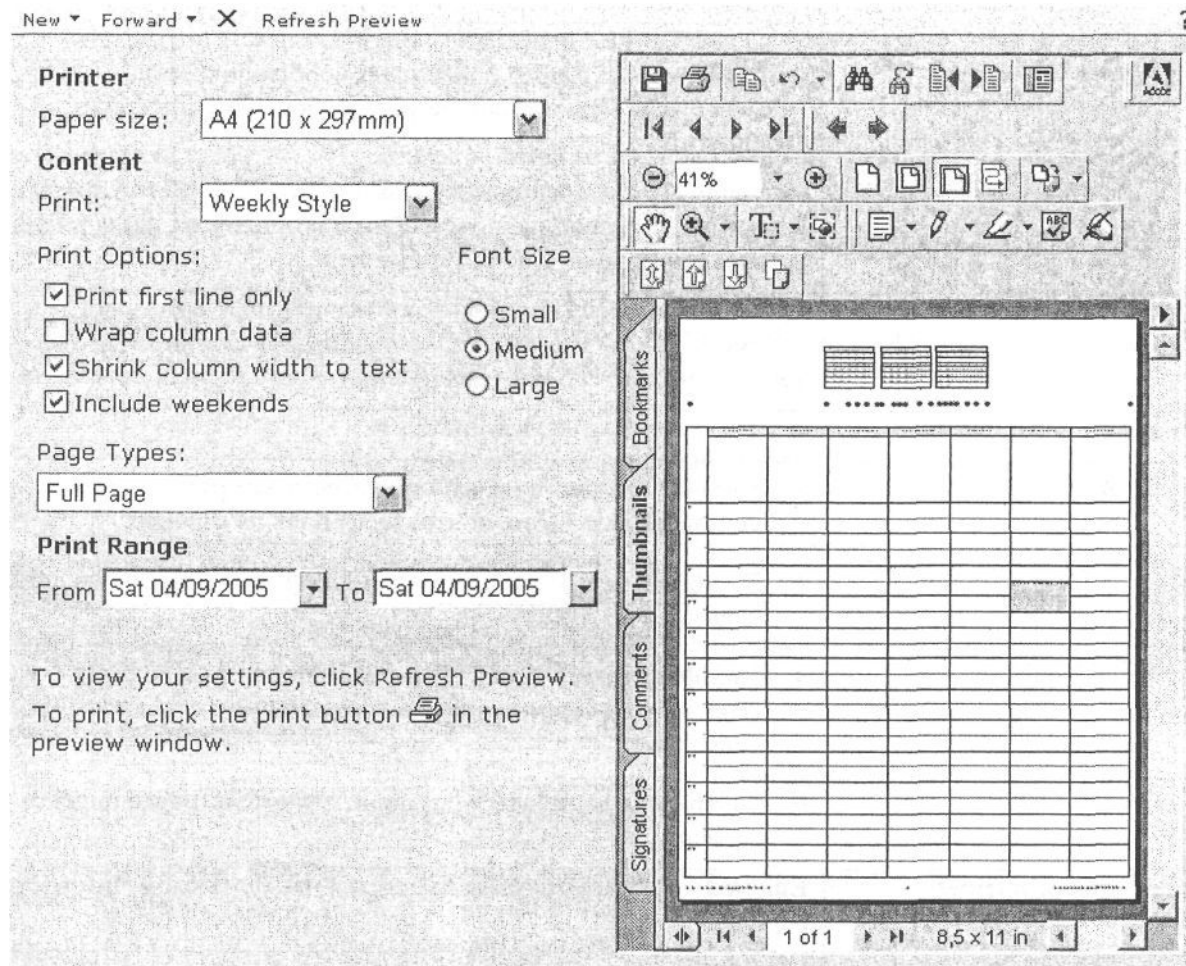 New Forward X Refresh Preview ?
Printer
Paper size: A4 (210 x 297mm)
Content
Print: Weekly Style
Print Options: Font Size
Print first line only
Wrap column data
Shrink column width to text
Include weekends
Small
Medium
Large
Page Types:
Full Page
Print Range
From Sat 04/09/2005 To Sat 04/09/2005
To view your settings, click Refresh Preview.
To print, click the print button in the
preview window.
Adobe
41%
ABC
Bookmarks
Thumbnails
Comments
Signatures
1 of 1 8,5 x 11 in